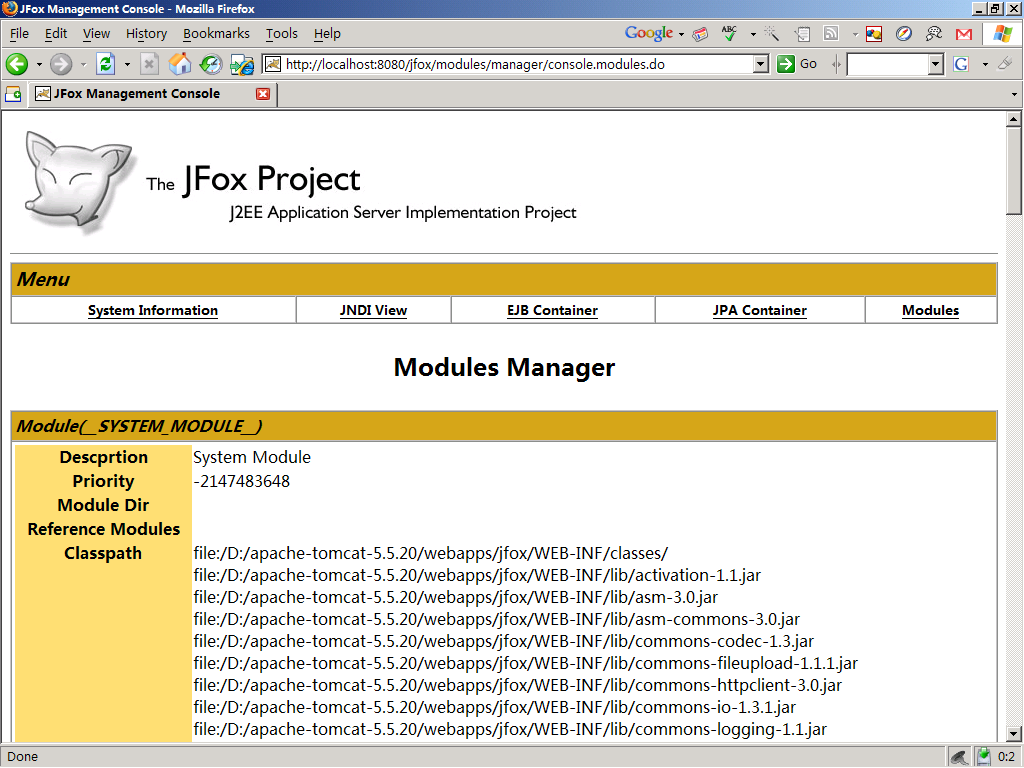 JFox Management Console - Mozilla Firefox
File Edit View History Bookmarks Tools Help
Google
ABC
http://localhost:8080/jfox/modules/manager/console.modules.do
Go
G
JFox Management Console
The JFox Project
J2EE Application Server Implementation Project
Menu
System Information JNDI View EJB Container JPA Container Modules
Modules Manager
Module(__SYSTEM_MODULE__)
Descprtion System Module
Priority -2147483648
Module Dir
Reference Modules
Classpath file:/D:/apache-tomcat-5.5.20/webapps/jfox/WEB-INF/classes/
file:/D:/apache-tomcat-5.5.20/webapps/jfox/WEB-INF/lib/activation-1.1.jar
file:/D:/apache-tomcat-5.5.20/webapps/jfox/WEB-INF/lib/asm-3.0.jar
file:/D:/apache-tomcat-5.5.20/webapps/jfox/WEB-INF/lib/asm-commons-3.0.jar
file:/D:/apache-tomcat-5.5.20/webapps/jfox/WEB-INF/lib/commons-codec-1.3.jar
file:/D:/apache-tomcat-5.5.20/webapps/jfox/WEB-INF/lib/commons-fileupload-1.1.1.jar
file:/D:/apache-tomcat-5.5.20/webapps/jfox/WEB-INF/lib/commons-httpclient-3.0.jar
file:/D:/apache-tomcat-5.5.20/webapps/jfox/WEB-INF/lib/commons-io-1.3.1.jar
file:/D:/apache-tomcat-5.5.20/webapps/jfox/WEB-INF/lib/commons-logging-1.1.jar
Done
0:2